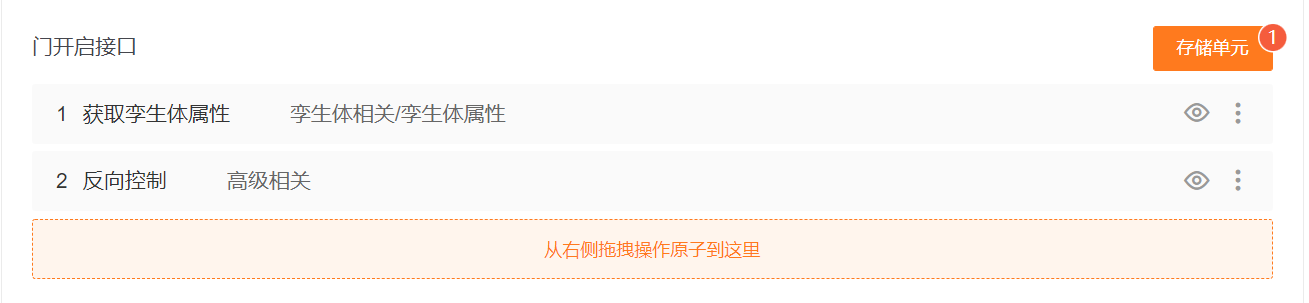 门开启接口
存储单元 1
1 获取孪生体属性 孪生体相关/孪生体属性
2 反向控制 高级相关
从右侧拖拽操作原子到这里